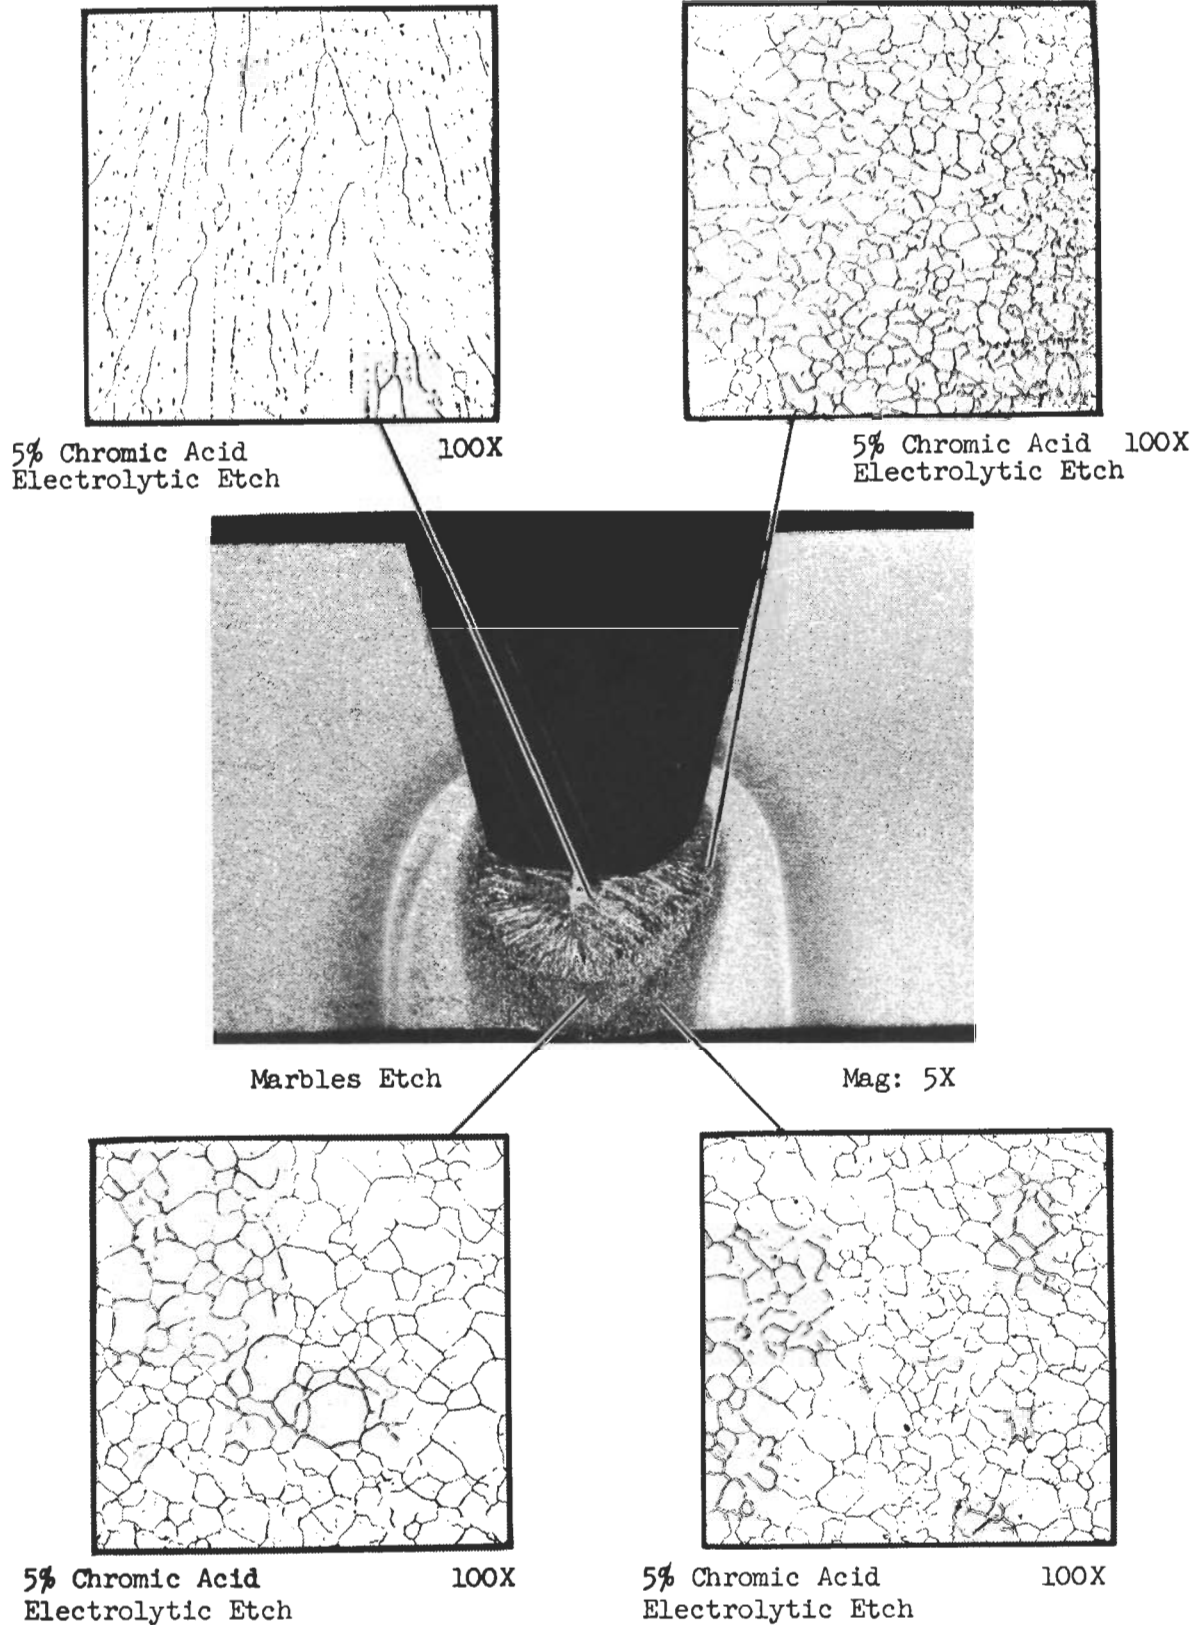 5% Chromic Acid 100X
Electrolytic Etch
5% Chromic Acid 100X
Electrolytic Etch
Marbles Etch Mag: 5X
5% Chromic Acid 100X
Electrolytic Etch
5% Chromic Acid 100X
Electrolytic Etch